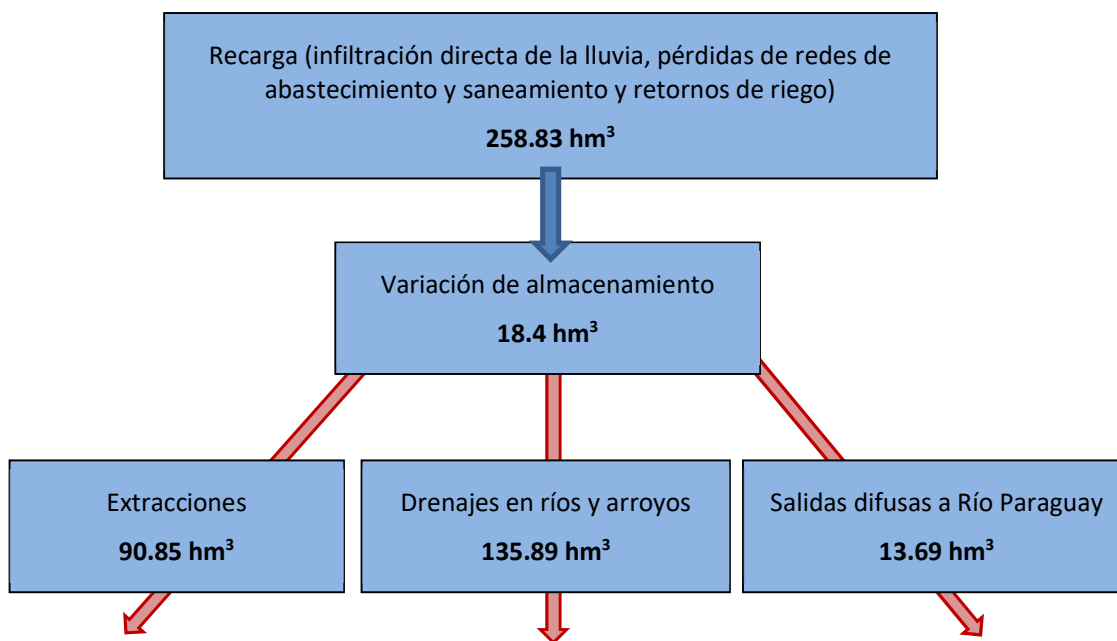 Recarga (infiltración directa de la lluvia, pérdidas de redes de
abastecimiento y saneamiento y retornos de riego)
258.83 hm³
Variación de almacenamiento
18.4 hm³
Extracciones
90.85 hm³
Drenajes en ríos y arroyos
135.89 hm³
Salidas difusas a Río Paraguay
13.69 hm³